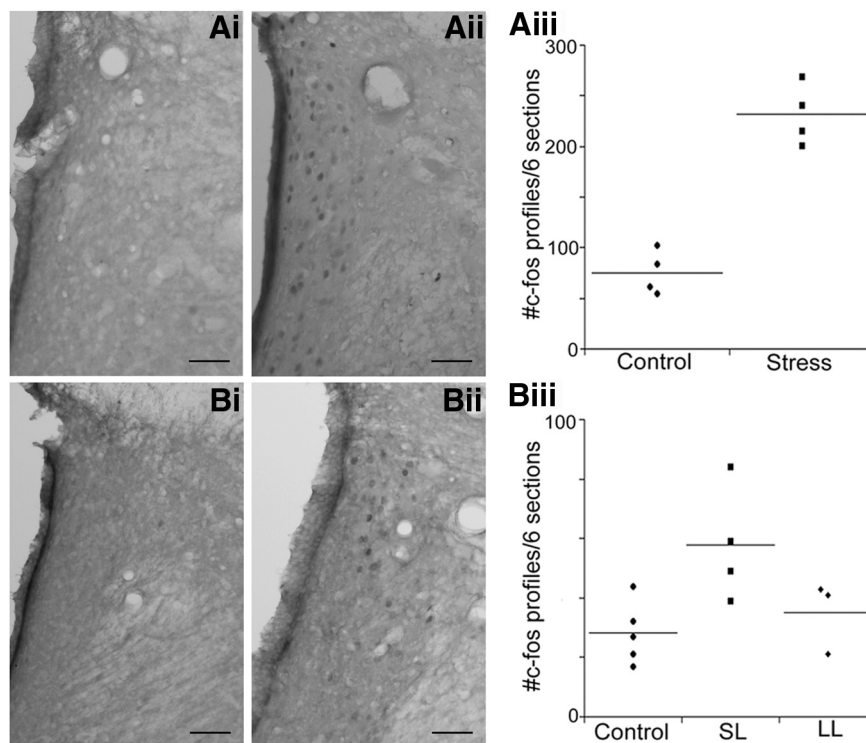 Ai
Aii
Aiii
#c-fos profiles/6 sections
300
200
100
0
Control
Stress
Bi
Bii
Biii
#c-fos profiles/6 sections
100
0
Control
SL
LL